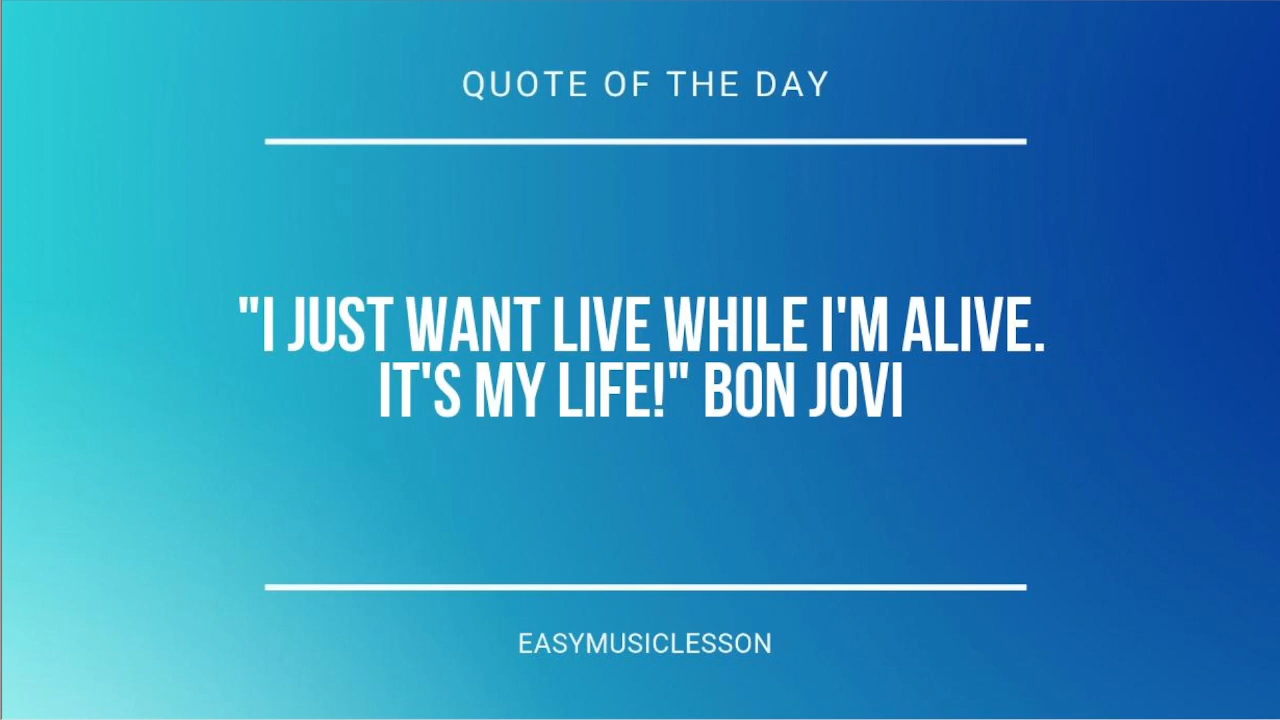 QUOTE OF THE DAY
"I JUST WANT LIVE WHILE I'M ALIVE.
IT'S MY LIFE!" BON JOVI
EASYMUSICLESSON